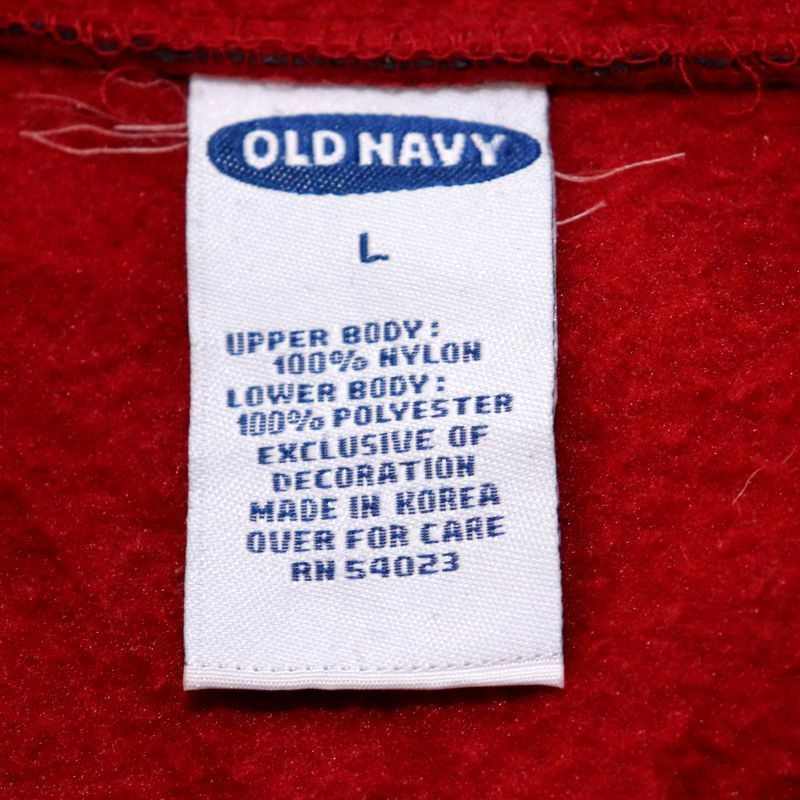 OLD NAVY
L
UPPER BODY:
100% NYLON
LOWER BODY:
100% POLYESTER
EXCLUSIVE OF
DECORATION
MADE IN KOREA
OVER FOR CARE
RN 54023